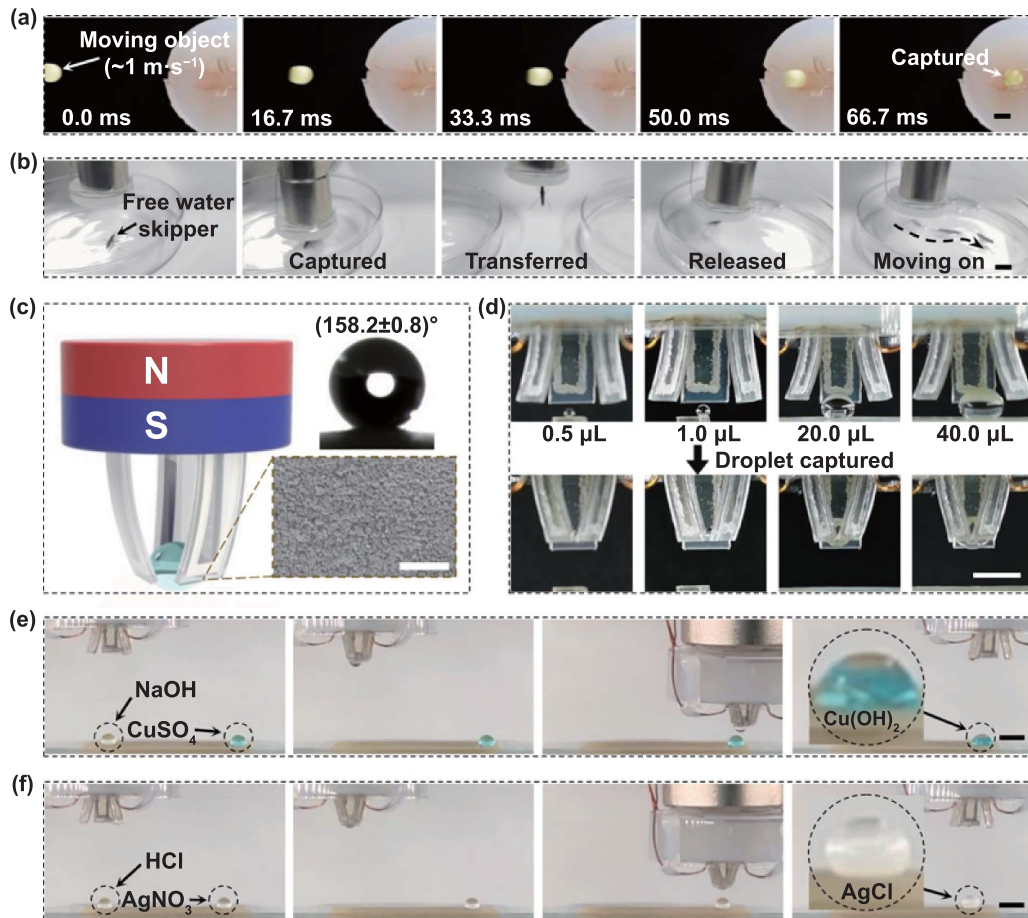 (a)
Moving object
(~1 m·s⁻¹)
0.0 ms
16.7 ms
33.3 ms
50.0 ms
Captured
66.7 ms
(b)
Free water
skipper
Captured
Transferred
Released
Moving on
(c)
N
S
(158.2±0.8)°
(d)
0.5 µL
1.0 µL
20.0 µL
40.0 µL
Droplet captured
(e)
NaOH
CuSO₄
Cu(OH)₂
(f)
HCl
AgNO₃
AgCl